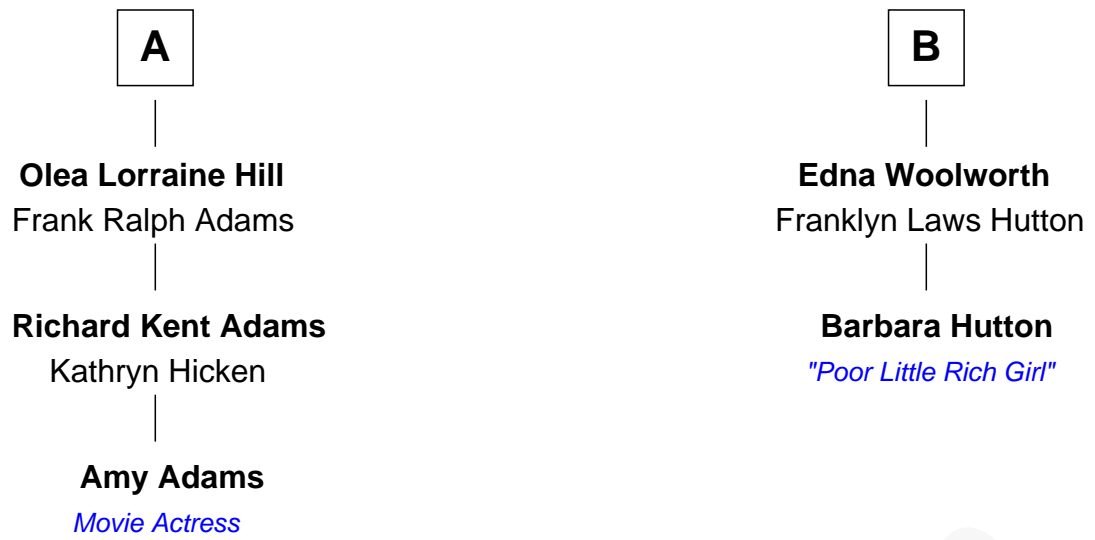 A
Olea Lorraine Hill
Frank Ralph Adams
Richard Kent Adams
Kathryn Hicken
Amy Adams
Movie Actress
B
Edna Woolworth
Franklyn Laws Hutton
Barbara Hutton
"Poor Little Rich Girl"